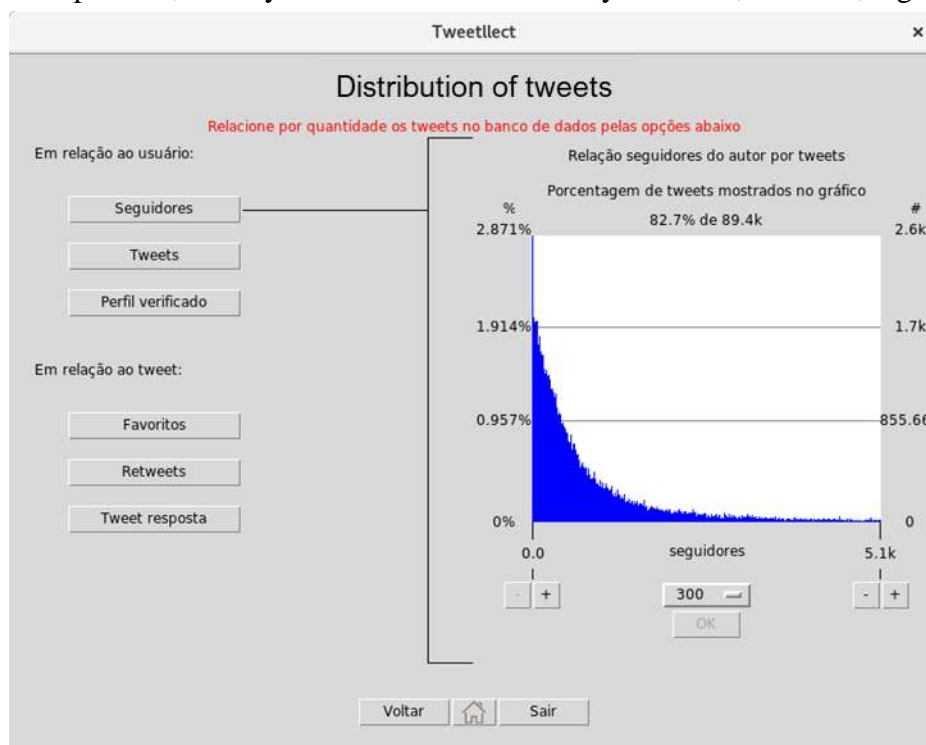 Tweetllect ×
Distribution of tweets
Relacione por quantidade os tweets no banco de dados pelas opções abaixo
Em relação ao usuário:
Seguidores
Tweets
Perfil verificado
Em relação ao tweet:
Favoritos
Retweets
Tweet resposta
Relação seguidores do autor por tweets
Porcentagem de tweets mostrados no gráfico
% 82.7% de 89.4k #
2.871% 2.6k
1.914% 1.7k
0.957% 855.66
0% 0
0.0 seguidores 5.1k
- + 300 - +
OK
Voltar Sair